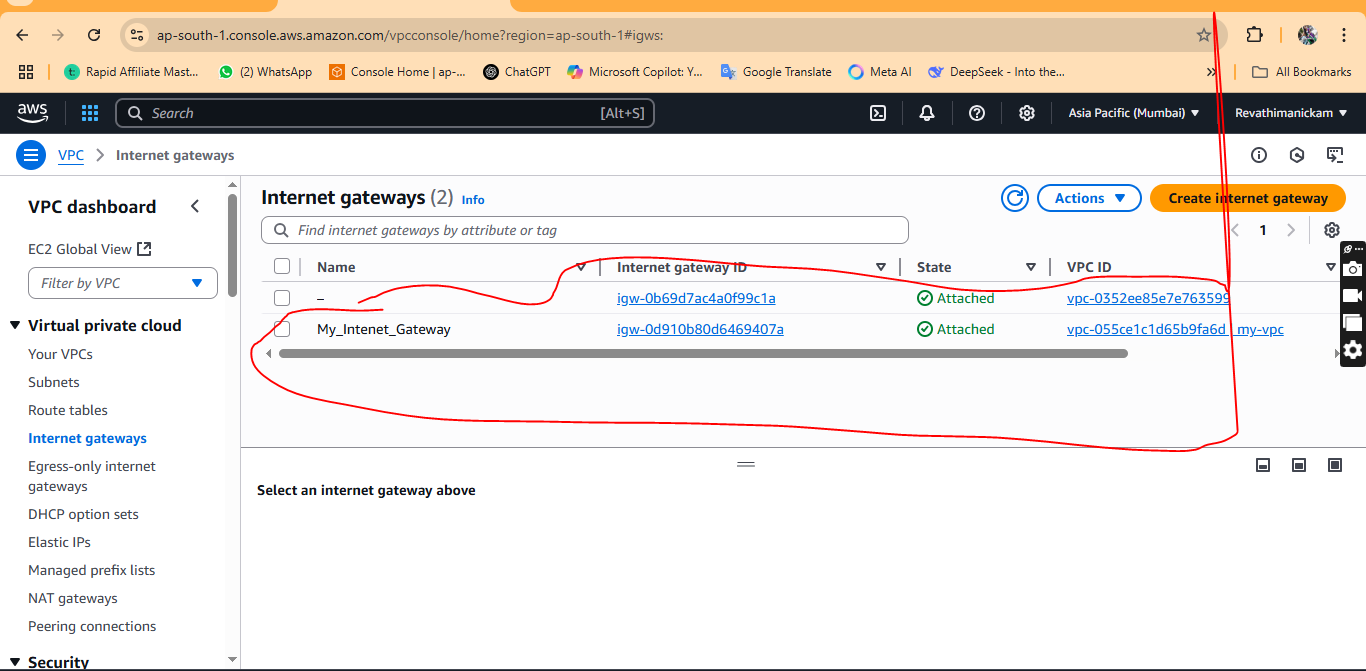 ap-south-1.console.aws.amazon.com/vpcconsole/home?region=ap-south-1#igws:
Rapid Affiliate Mast... (2) WhatsApp Console Home | ap-... ChatGPT Microsoft Copilot: Y... Google Translate Meta AI DeepSeek - Into the... » All Bookmarks
aws Search [Alt+S] Asia Pacific (Mumbai) Revathimanickam
VPC Internet gateways
VPC dashboard
EC2 Global View
Filter by VPC
Virtual private cloud
Your VPCs
Subnets
Route tables
Internet gateways
Egress-only internet
gateways
DHCP option sets
Elastic IPs
Managed prefix lists
NAT gateways
Peering connections
Security
Internet gateways (2) Info Actions Create internet gateway
Find internet gateways by attribute or tag 1
Name Internet gateway ID State VPC ID
– igw-0b69d7ac4a0f99c1a Attached vpc-0352ee85e7e763599
My_Intenet_Gateway igw-0d910b80d6469407a Attached vpc-055ce1c1d65b9fa6d | my-vpc
Select an internet gateway above